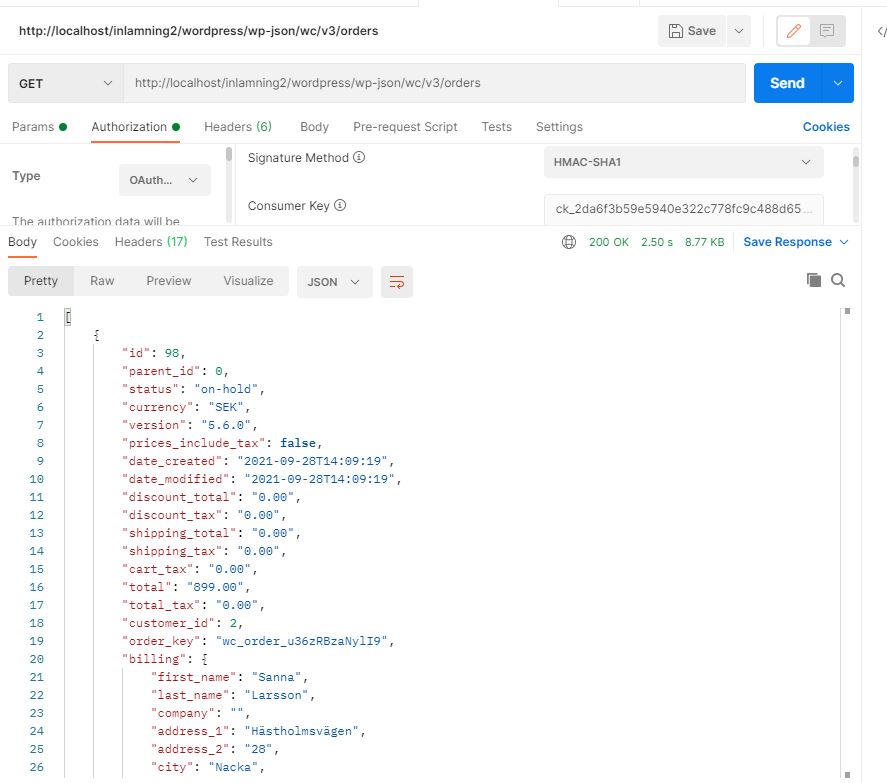 http://localhost/inlamning2/wordpress/wp-json/wc/v3/orders
Save
GET
http://localhost/inlamning2/wordpress/wp-json/wc/v3/orders
Send
Params
Authorization
Headers (6)
Body
Pre-request Script
Tests
Settings
Cookies
Type
OAuth...
The authorization data will be
Signature Method
HMAC-SHA1
Consumer Key
ck_2da6f3b59e5940e322c778fc9c488d65 ...
Body
Cookies
Headers (17)
Test Results
200 OK
2.50 s
8.77 KB
Save Response
Pretty
Raw
Preview
Visualize
JSON
1 [
2 {
3 "id": 98,
4 "parent_id": 0,
5 "status": "on-hold",
6 "currency": "SEK",
7 "version": "5.6.0",
8 "prices_include_tax": false,
9 "date_created": "2021-09-28T14:09:19",
10 "date_modified": "2021-09-28T14:09:19",
11 "discount_total": "0.00",
12 "discount_tax": "0.00",
13 "shipping_total": "0.00",
14 "shipping_tax": "0.00",
15 "cart_tax": "0.00",
16 "total": "899.00",
17 "total_tax": "0.00",
18 "customer_id": 2,
19 "order_key": "wc_order_u36zRBzaNylI9",
20 "billing": {
21 "first_name": "Sanna",
22 "last_name": "Larsson",
23 "company": "",
24 "address_1": "Hästholmsvägen",
25 "address_2": "28",
26 "city": "Nacka",